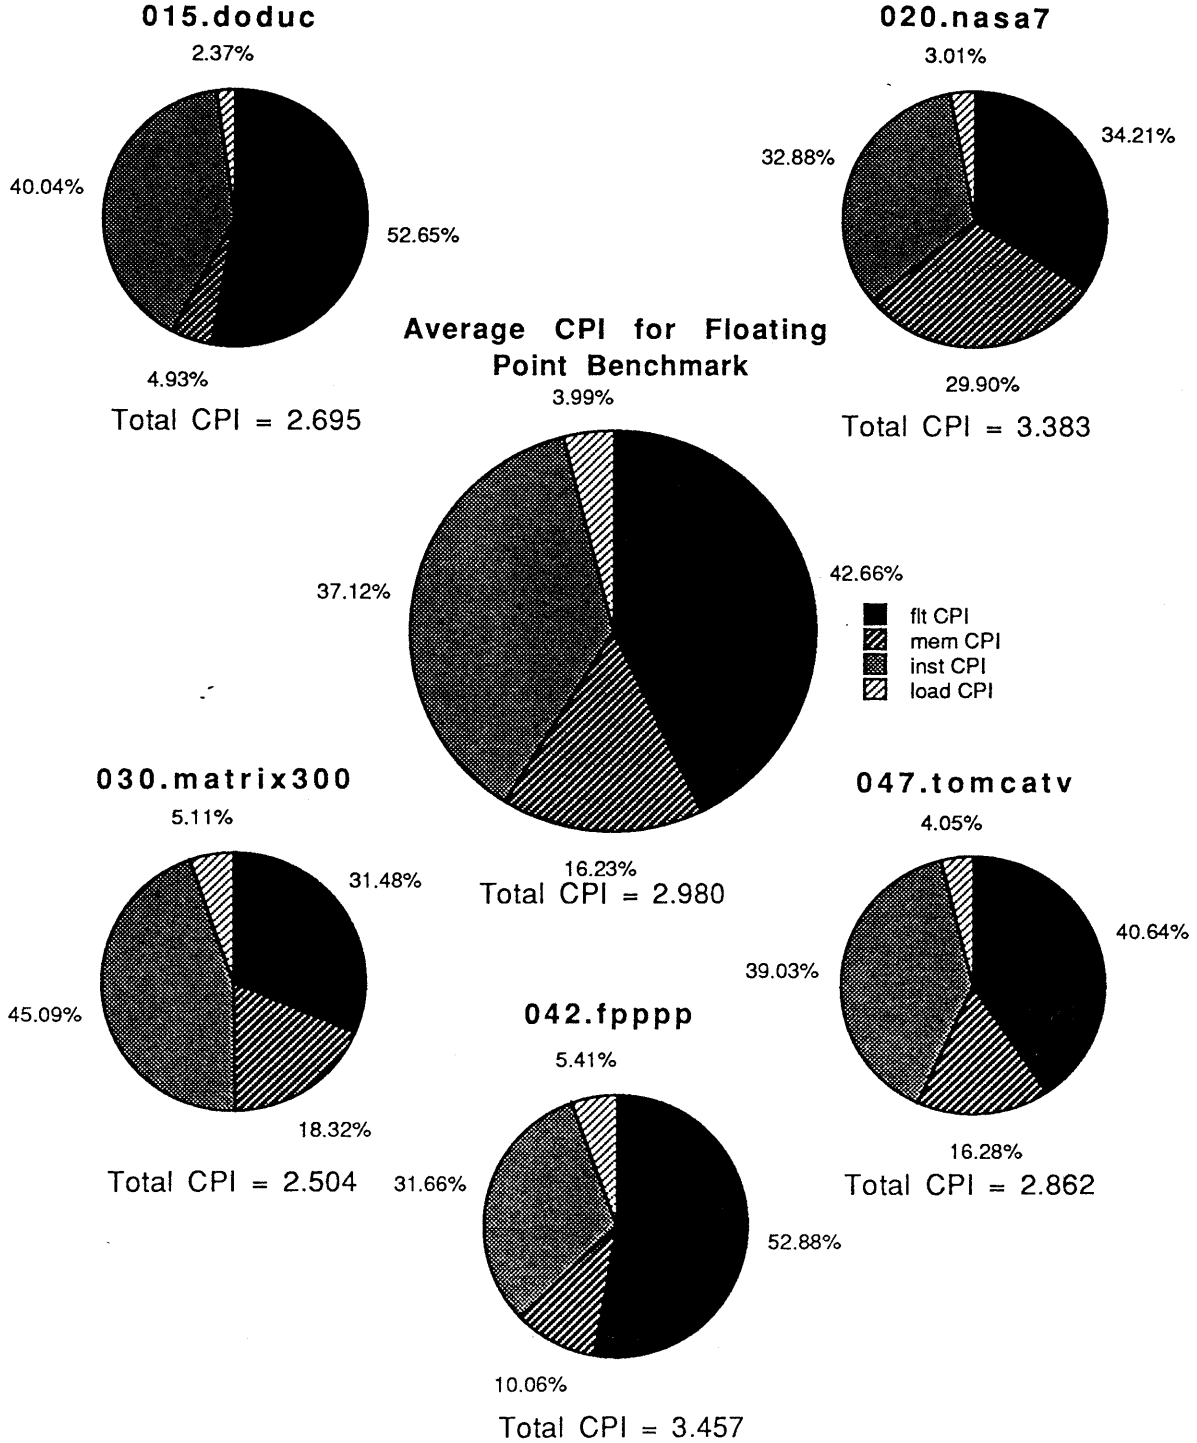 015.doduc
2.37%
40.04%
52.65%
4.93%
Total CPI = 2.695
020.nasa7
3.01%
32.88%
34.21%
29.90%
Total CPI = 3.383
Average CPI for Floating
Point Benchmark
3.99%
37.12%
42.66%
flt CPI
mem CPI
inst CPI
load CPI
16.23%
Total CPI = 2.980
030.matrix300
5.11%
31.48%
45.09%
18.32%
Total CPI = 2.504
047.tomcatv
4.05%
40.64%
39.03%
16.28%
Total CPI = 2.862
042.fpppp
5.41%
31.66%
52.88%
10.06%
Total CPI = 3.457